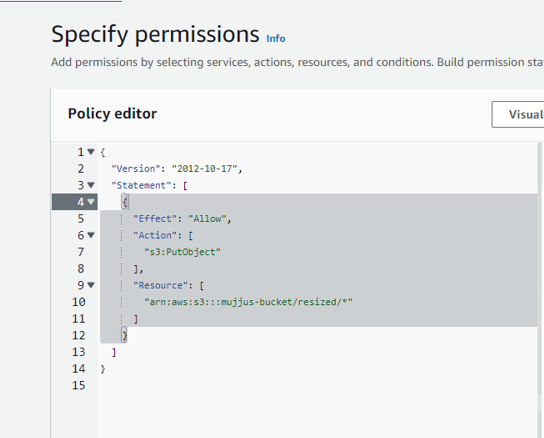 Specify permissions Info
Add permissions by selecting services, actions, resources, and conditions. Build permission sta
Policy editor
Visual
1 {
2 "Version": "2012-10-17",
3 "Statement": [
4 {
5 "Effect": "Allow",
6 "Action": [
7 "s3:PutObject"
8 ],
9 "Resource": [
10 "arn:aws:s3:::mujjus-bucket/resized/*"
11 ]
12 }
13 ]
14 }
15